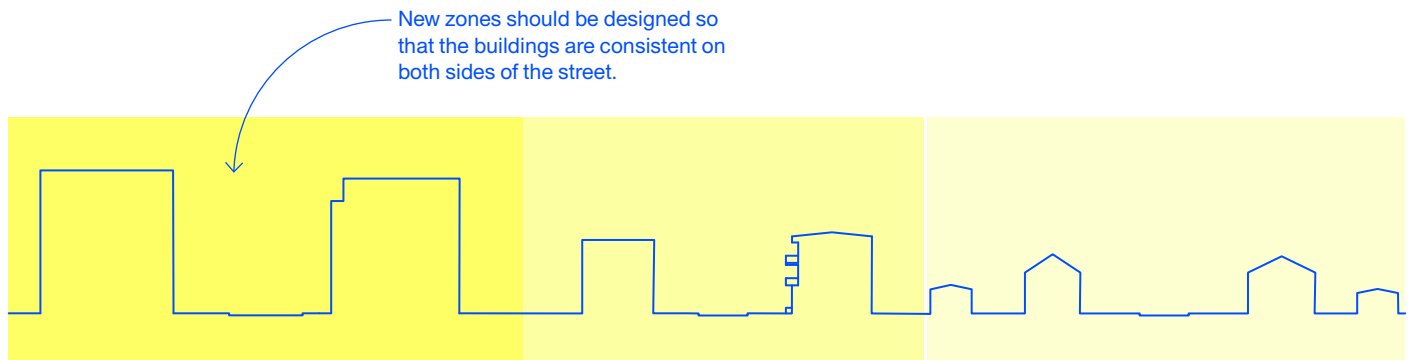 New zones should be designed so
that the buildings are consistent on
both sides of the street.